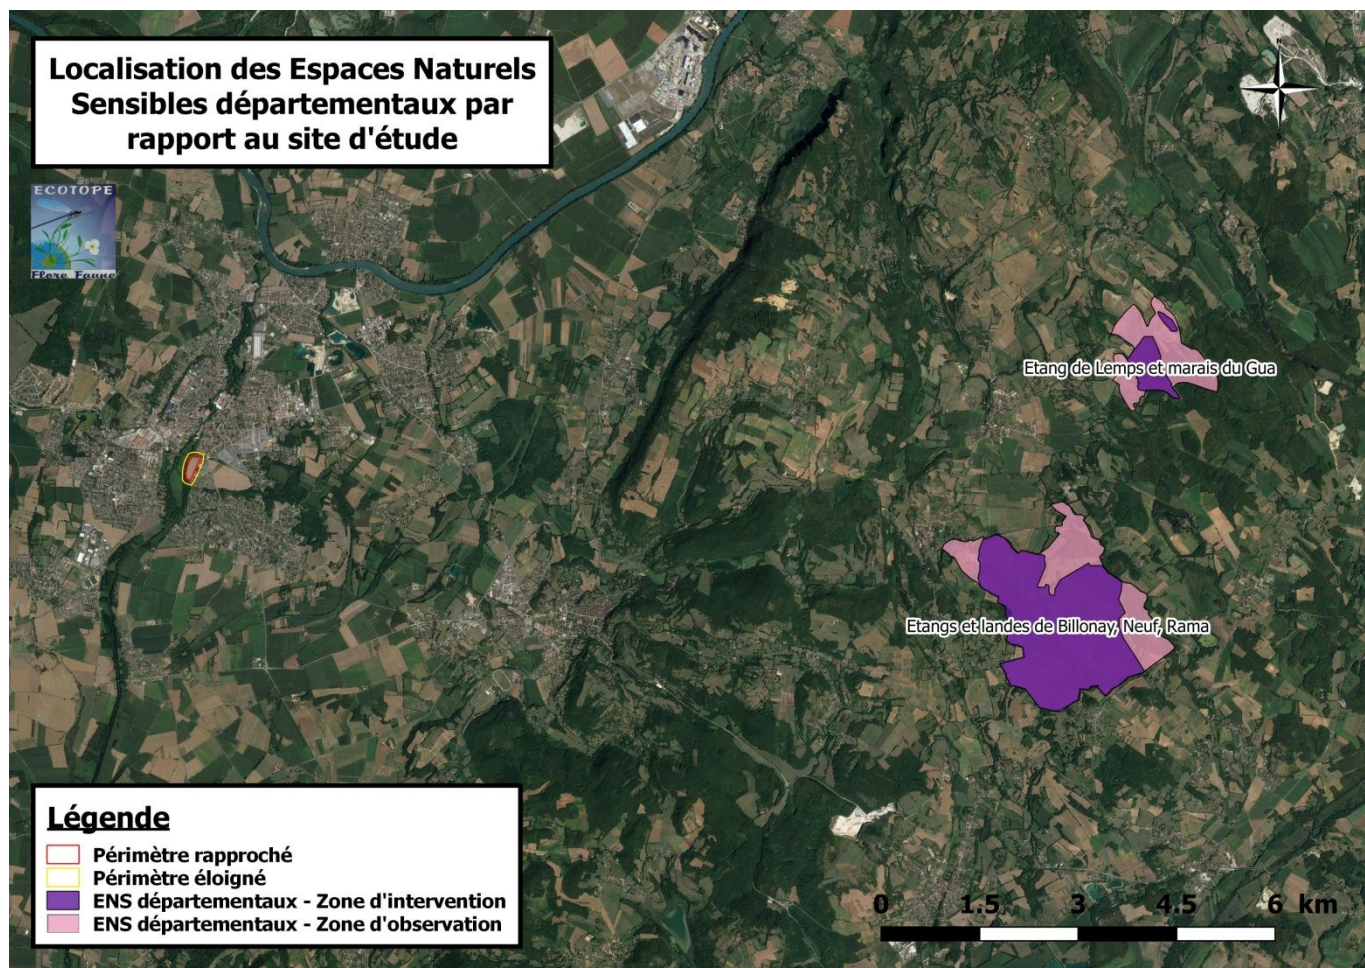 Localisation des Espaces Naturels
Sensibles départementaux par
rapport au site d'étude
ECOTOPE
Flore Faune
N
Etang de Lemps et marais du Gua
Etangs et landes de Billonay, Neuf, Rama
Légende
Périmètre rapproché
Périmètre éloigné
ENS départementaux - Zone d'intervention
ENS départementaux - Zone d'observation
0 1.5 3 4.5 6 km